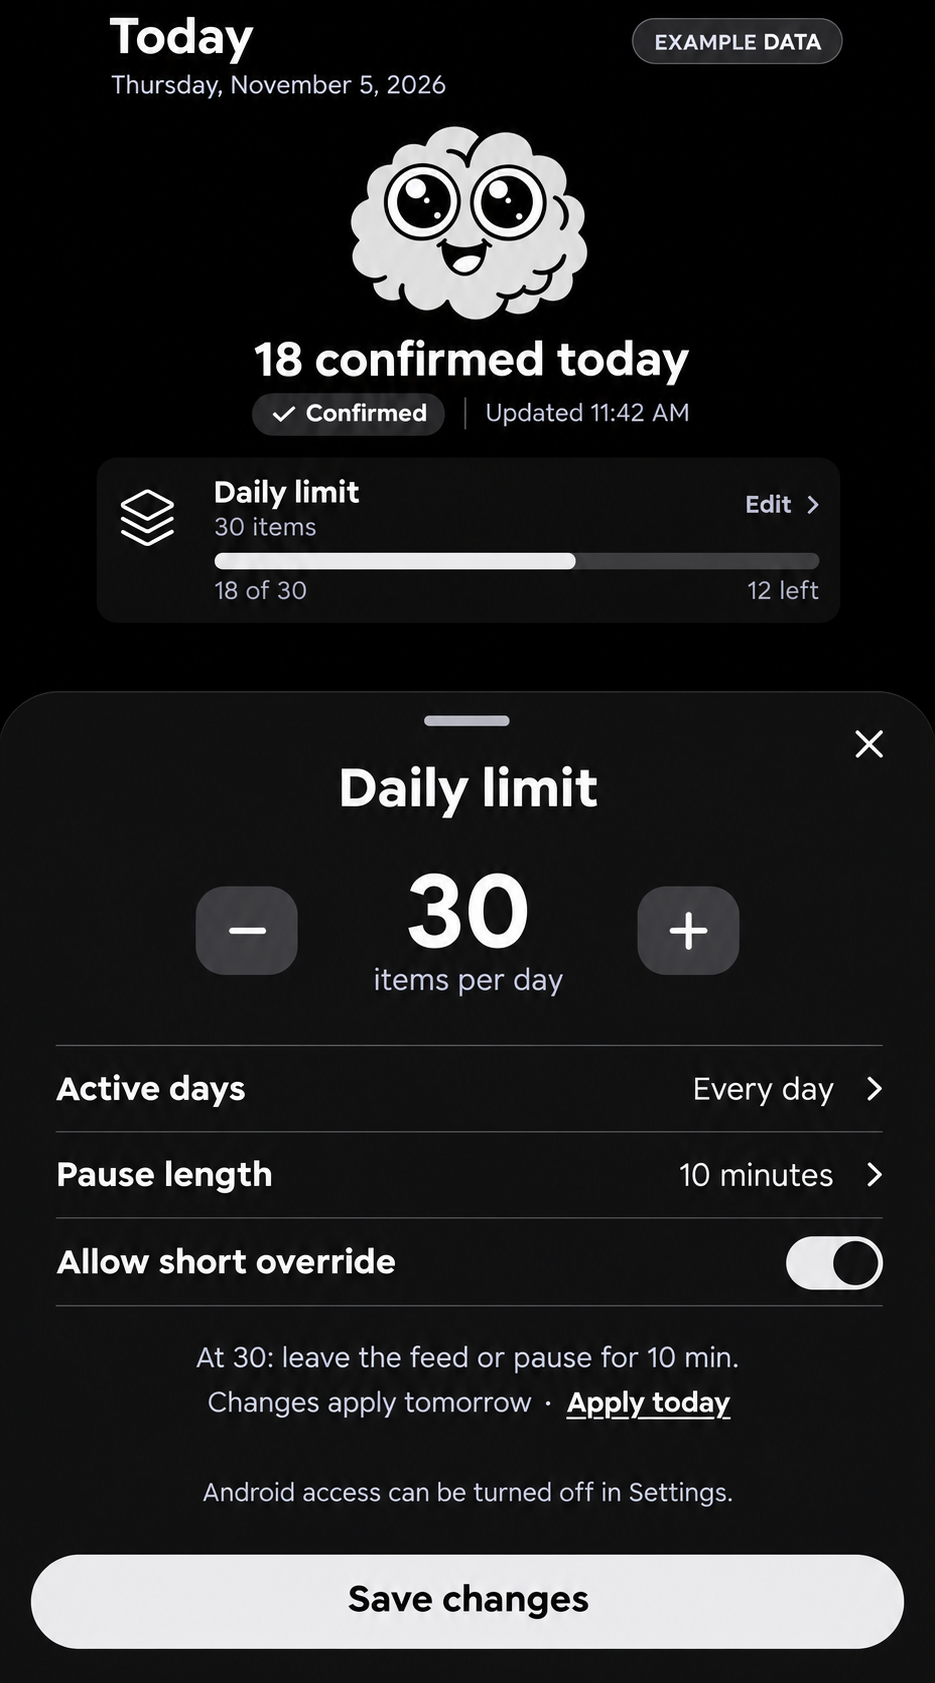 Today
EXAMPLE DATA
Thursday, November 5, 2026
18 confirmed today
Confirmed
Updated 11:42 AM
Daily limit
Edit
30 items
18 of 30
12 left
Daily limit
30
items per day
Active days
Every day
Pause length
10 minutes
Allow short override
At 30: leave the feed or pause for 10 min.
Changes apply tomorrow · Apply today
Android access can be turned off in Settings.
Save changes